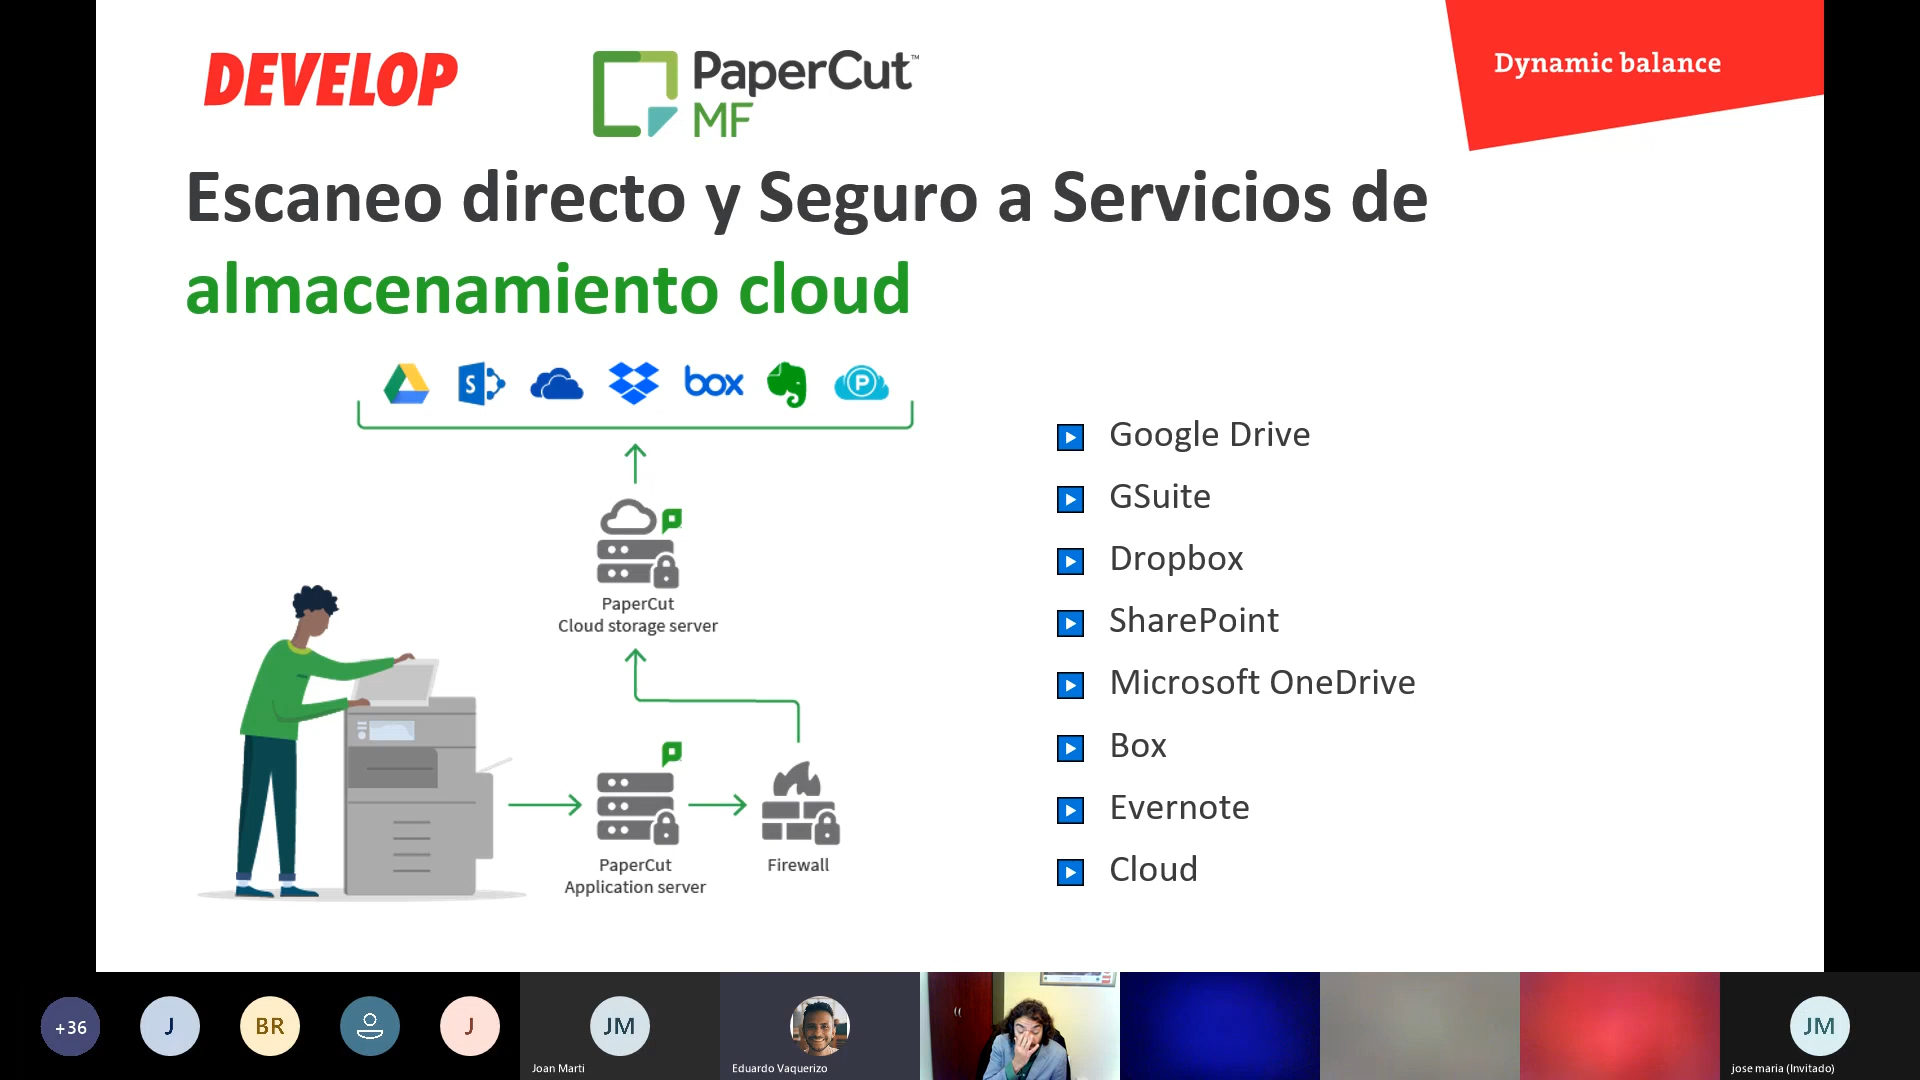 DEVELOP
PaperCut™
MF
Dynamic balance
Escaneo directo y Seguro a Servicios de
almacenamiento cloud
S
box
P
Google Drive
GSuite
Dropbox
SharePoint
Microsoft OneDrive
Box
Evernote
Cloud
PaperCut
Cloud storage server
PaperCut
Application server
Firewall
+36
J
BR
J
JM
Joan Marti
Eduardo Vaquerizo
JM
jose maria (Invitado)